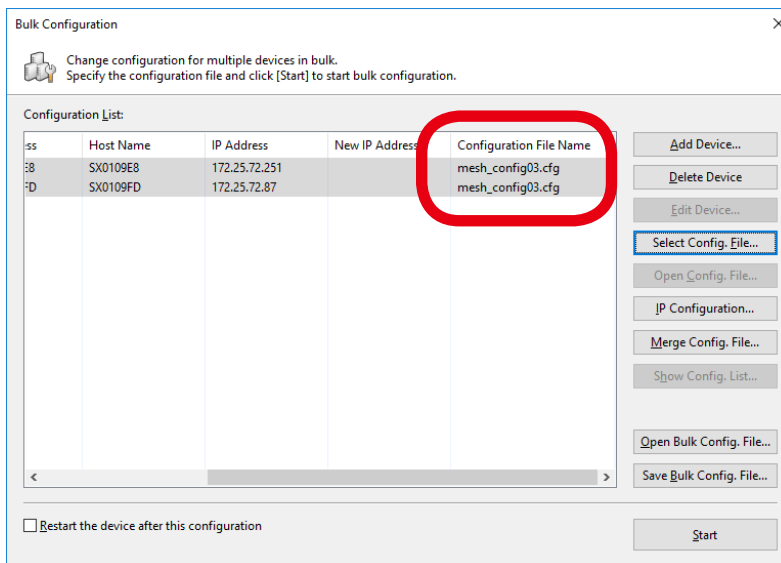 Bulk Configuration
Change configuration for multiple devices in bulk.
Specify the configuration file and click [Start] to start bulk configuration.
Configuration List:
ss Host Name IP Address New IP Address Configuration File Name
E8 SX0109E8 172.25.72.251 mesh_config03.cfg
FD SX0109FD 172.25.72.87 mesh_config03.cfg
Add Device...
Delete Device
Edit Device...
Select Config. File...
Open Config. File...
IP Configuration...
Merge Config. File...
Show Config. List...
Open Bulk Config. File...
Save Bulk Config. File...
Restart the device after this configuration
Start